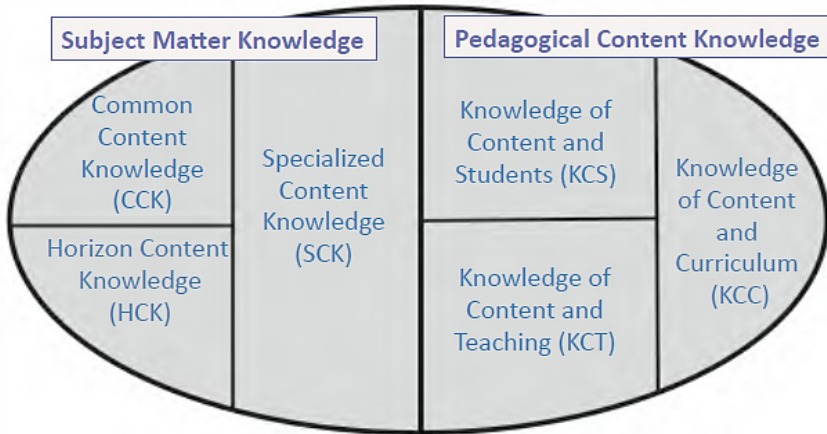 Subject Matter Knowledge
Pedagogical Content Knowledge
Common
Content
Knowledge
(CCK)
Horizon Content
Knowledge
(HCK)
Specialized
Content
Knowledge
(SCK)
Knowledge of
Content and
Students (KCS)
Knowledge of
Content and
Teaching (KCT)
Knowledge
of Content
and
Curriculum
(KCC)